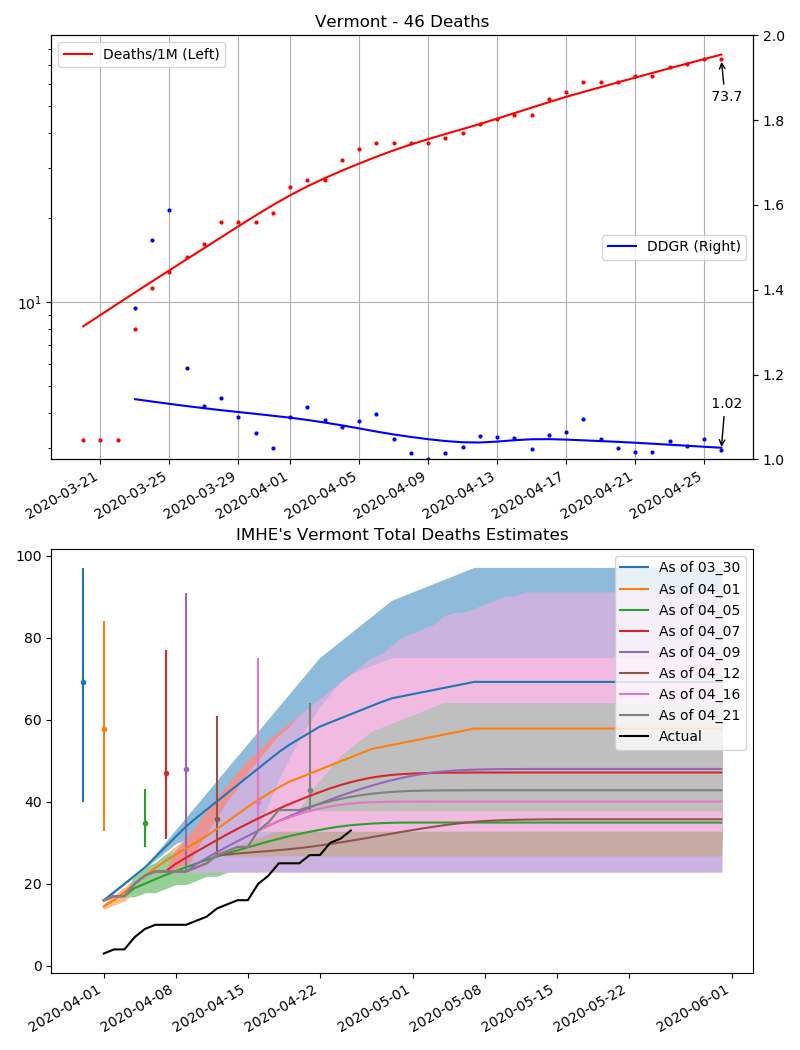 Vermont - 46 Deaths
Deaths/1M (Left)
2.0
73.7
1.8
1.6
DDGR (Right)
10¹
1.4
1.2
1.02
1.0
2020-03-21
2020-03-25
2020-03-29
2020-04-01
2020-04-05
2020-04-09
2020-04-13
2020-04-17
2020-04-21
2020-04-25
IMHE's Vermont Total Deaths Estimates
100
80
60
40
20
0
As of 03_30
As of 04_01
As of 04_05
As of 04_07
As of 04_09
As of 04_12
As of 04_16
As of 04_21
Actual
2020-04-01
2020-04-08
2020-04-15
2020-04-22
2020-05-01
2020-05-08
2020-05-15
2020-05-22
2020-06-01